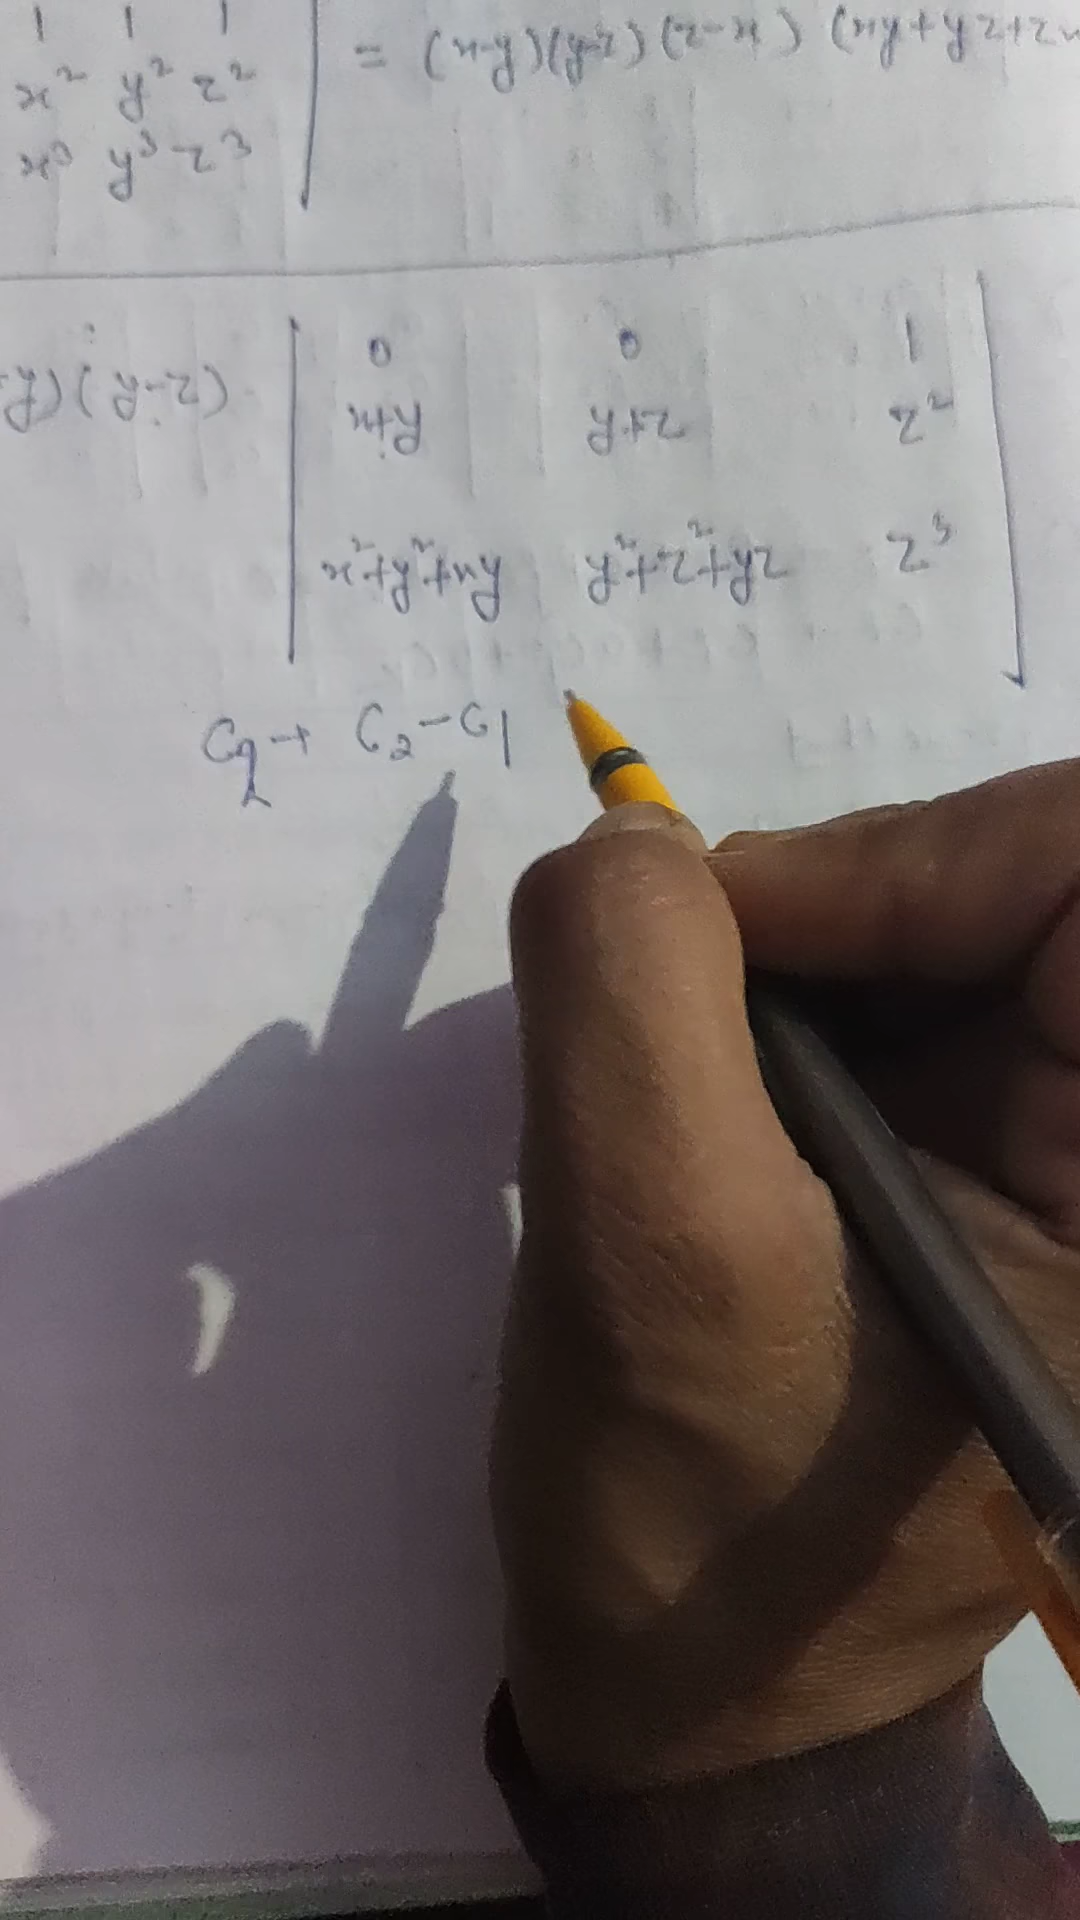 1 1 1
x² y² z² = (x-y)(y-z)(z-x) (xy+yz+zx
x³ y³ z³
0 0 1
y)(y-z) x+y z+y z²
x²+y²+xy y²+z²+yz z³
C₂→ C₂-C₁